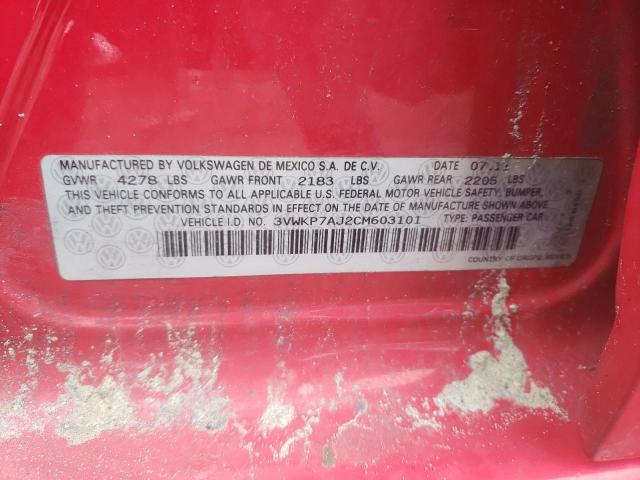 MANUFACTURED BY VOLKSWAGEN DE MEXICO S.A. DE C.V. DATE 07.11
GVWR 4278 LBS GAWR FRONT 2183 LBS GAWR REAR 2205 LBS
THIS VEHICLE CONFORMS TO ALL APPLICABLE U.S. FEDERAL MOTOR VEHICLE SAFETY, BUMPER,
AND THEFT PREVENTION STANDARDS IN EFFECT ON THE DATE OF MANUFACTURE SHOWN ABOVE.
VEHICLE I.D. NO. 3VWKP7AJ2CM603101 TYPE: PASSENGER CAR
COUNTRY OF ORIGIN: MEXICO